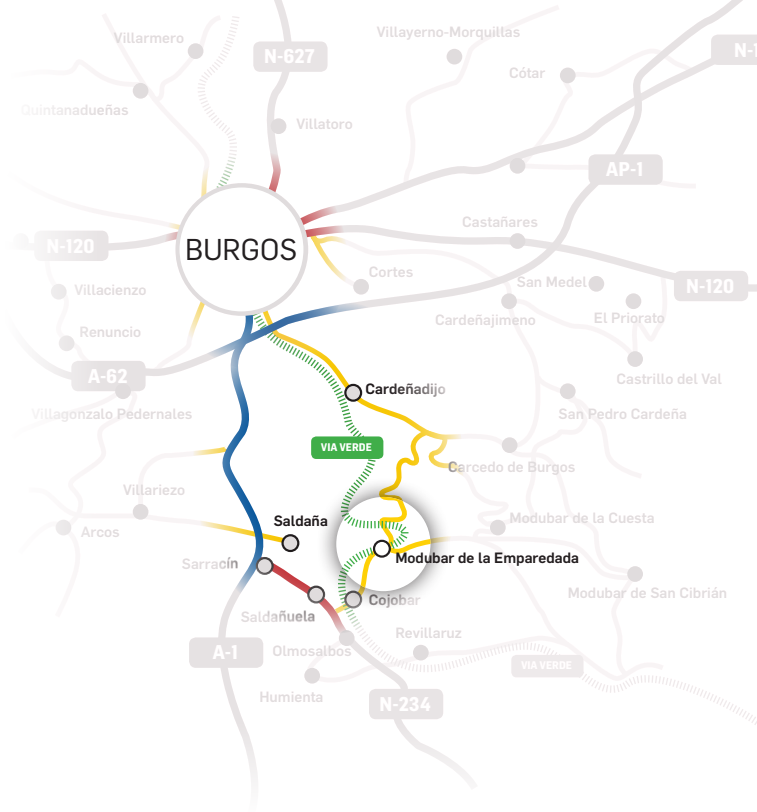 Villarmero
Villayerno-Morquillas
N-627
N-1
Cótar
Quintanadueñas
Villatoro
AP-1
Castañares
N-120
BURGOS
Cortes
San Medel
N-120
Villacienzo
Cardeñajimeno
El Priorato
Renuncio
A-62
Castrillo del Val
Cardeñadijo
Villagonzalo Pedernales
San Pedro Cardeña
VIA VERDE
Carcedo de Burgos
Villariezo
Saldaña
Modubar de la Cuesta
Arcos
Sarracín
Modubar de la Emparedada
Modubar de San Cibrián
Cojobar
Saldañuela
Revillaruz
A-1
Olmosalbos
VIA VERDE
Humienta
N-234